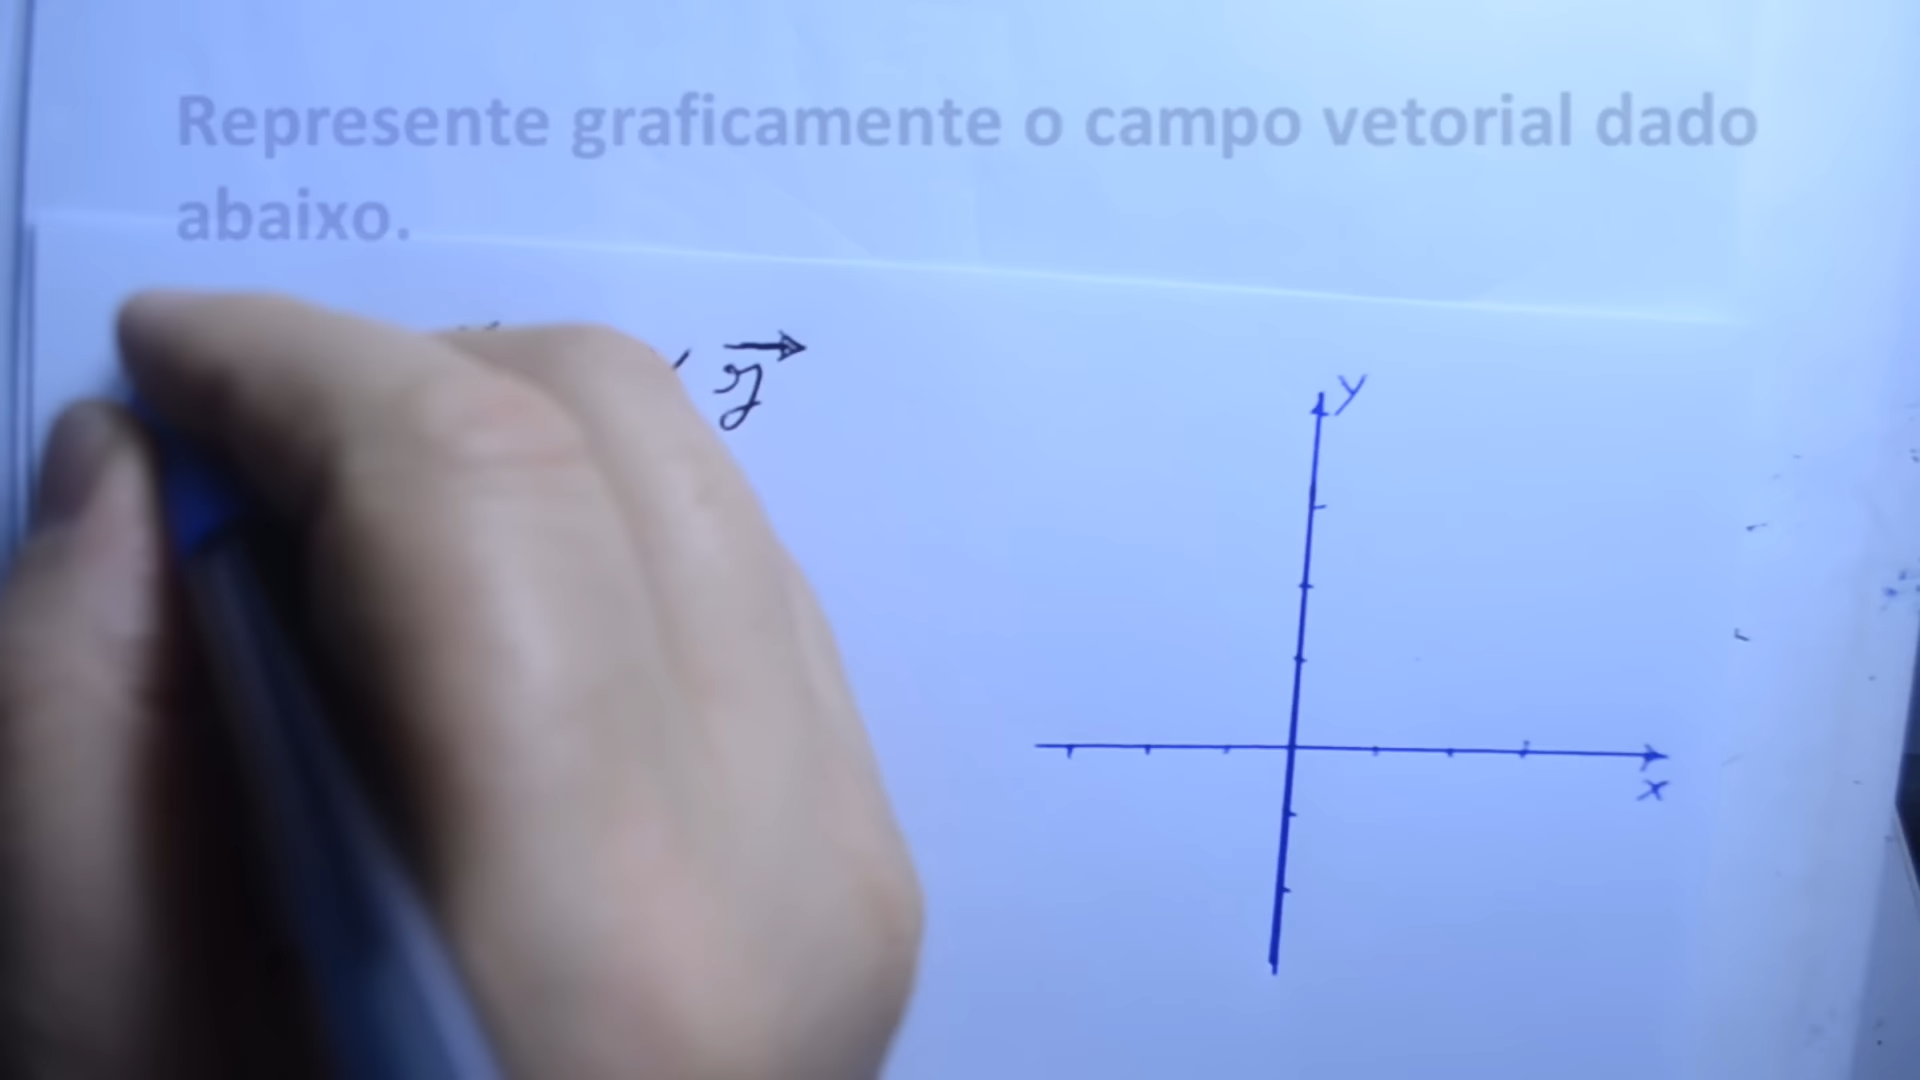 Represente graficamente o campo vetorial dado
abaixo.
y
x